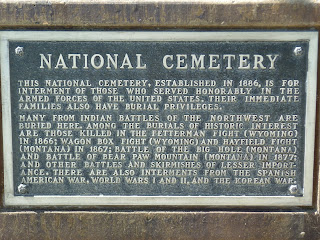 NATIONAL CEMETERY
THIS NATIONAL CEMETERY, ESTABLISHED IN 1886, IS FOR
INTERMENT OF THOSE WHO SERVED HONORABLY IN THE
ARMED FORCES OF THE UNITED STATES. THEIR IMMEDIATE
FAMILIES ALSO HAVE BURIAL PRIVILEGES.
MANY FROM INDIAN BATTLES OF THE NORTHWEST ARE
BURIED HERE. AMONG THE BURIALS OF HISTORIC INTEREST
ARE THOSE KILLED IN THE FETTERMAN FIGHT (WYOMING)
IN 1866; WAGON BOX FIGHT (WYOMING) AND HAYFIELD FIGHT
(MONTANA) IN 1867; BATTLE OF THE BIG HOLE (MONTANA)
AND BATTLE OF BEAR PAW MOUNTAIN (MONTANA) IN 1877;
AND OTHER BATTLES AND SKIRMISHES OF LESSER IMPORT-
ANCE. THERE ARE ALSO INTERMENTS FROM THE SPANISH
AMERICAN WAR, WORLD WARS I AND II, AND THE KOREAN WAR.